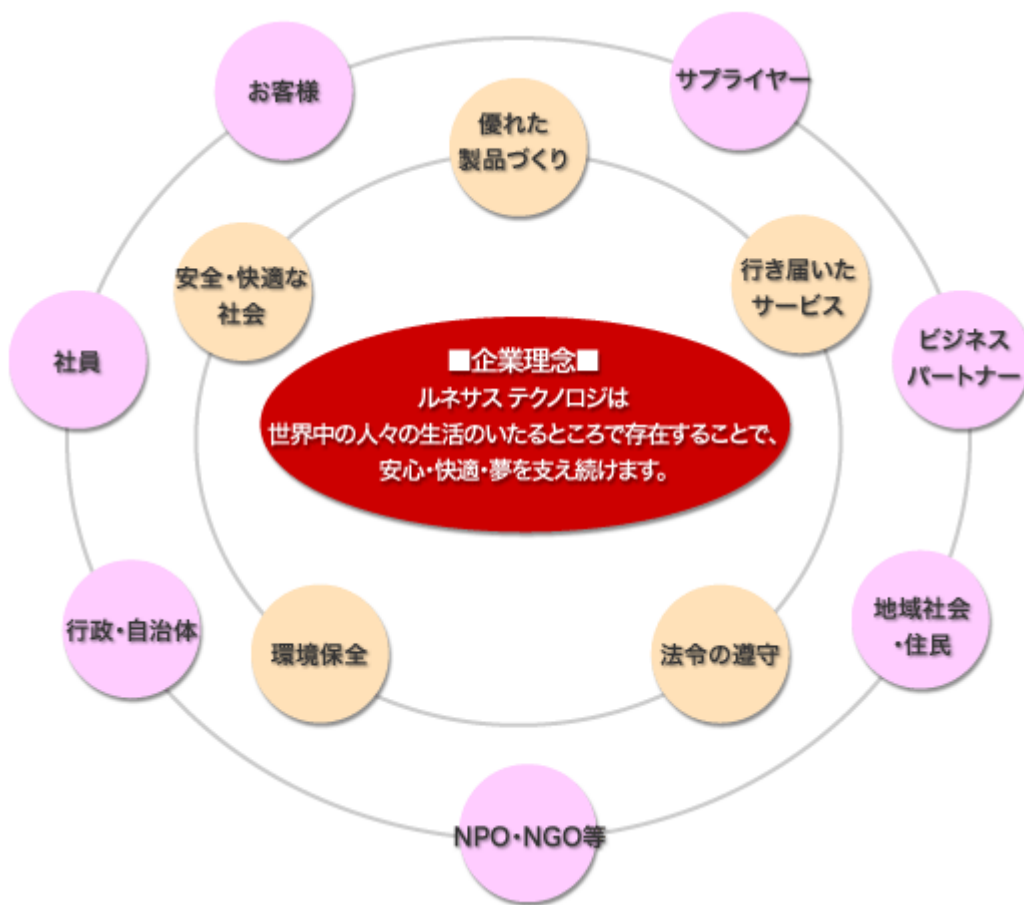 お客様
サプライヤー
優れた
製品づくり
安全・快適な
社会
行き届いた
サービス
社員
ビジネス
パートナー
■企業理念■
ルネサス テクノロジは
世界中の人々の生活のいたるところで存在することで、
安心・快適・夢を支え続けます。
行政・自治体
環境保全
法令の遵守
地域社会
・住民
NPO・NGO等